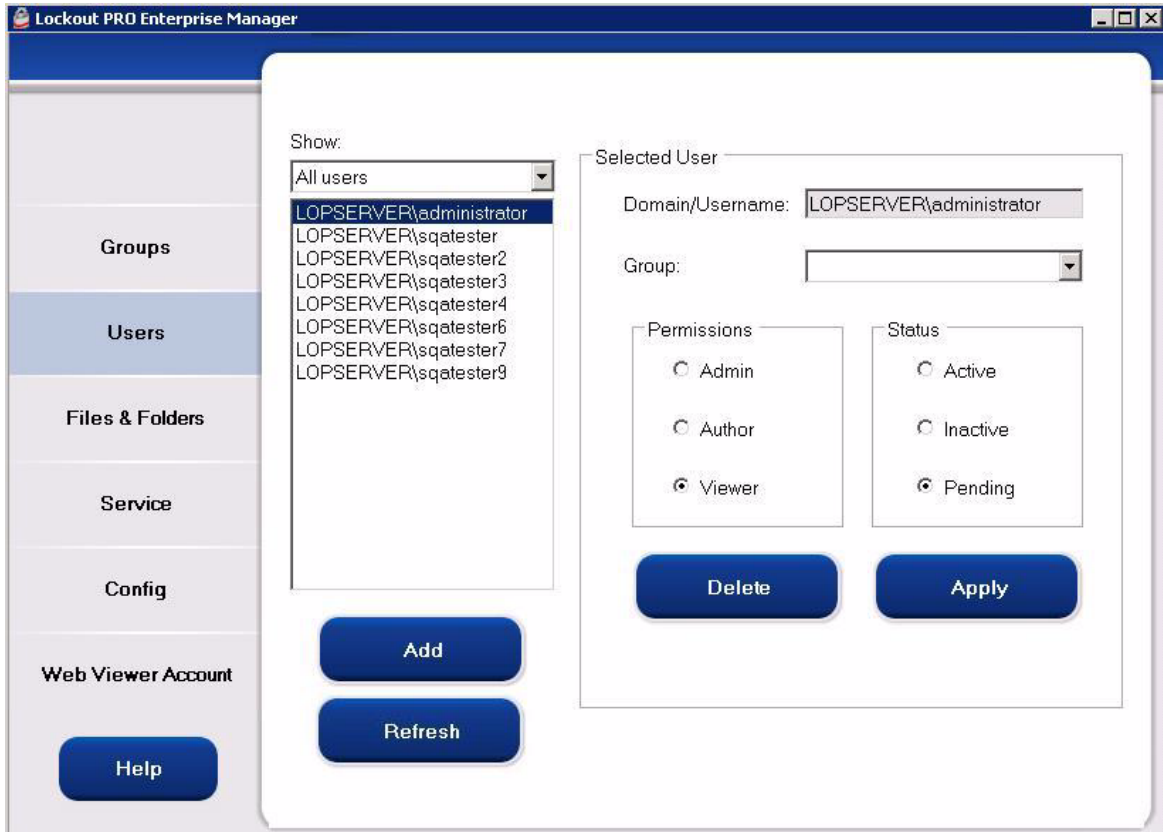 Lockout PRO Enterprise Manager
Groups
Users
Files & Folders
Service
Config
Web Viewer Account
Help
Show:
All users
LOPSERVER\administrator
LOPSERVER\sqatester
LOPSERVER\sqatester2
LOPSERVER\sqatester3
LOPSERVER\sqatester4
LOPSERVER\sqatester6
LOPSERVER\sqatester7
LOPSERVER\sqatester9
Add
Refresh
Selected User
Domain/Username: LOPSERVER\administrator
Group:
Permissions
Admin
Author
Viewer
Status
Active
Inactive
Pending
Delete
Apply